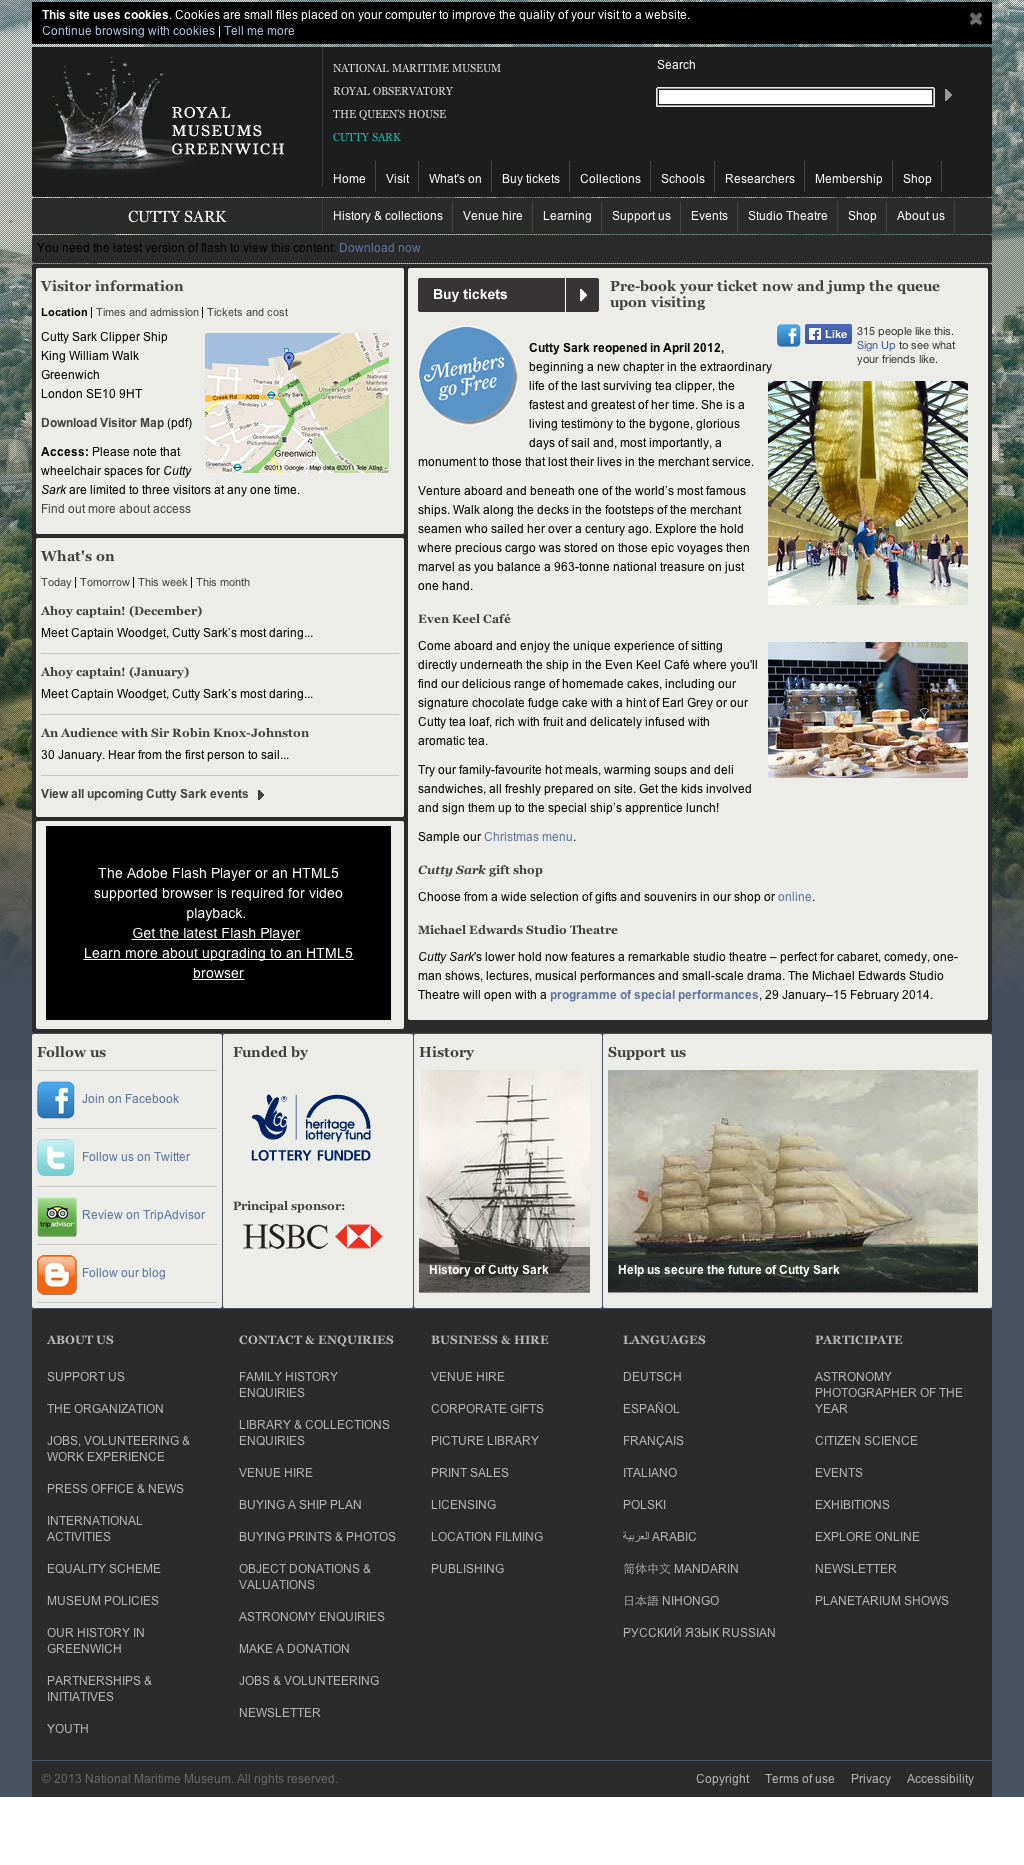 This site uses cookies. Cookies are small files placed on your computer to improve the quality of your visit to a website.
Continue browsing with cookies | Tell me more
ROYAL
MUSEUMS
GREENWICH
NATIONAL MARITIME MUSEUM
ROYAL OBSERVATORY
THE QUEEN'S HOUSE
CUTTY SARK
Search
Home
Visit
What's on
Buy tickets
Collections
Schools
Researchers
Membership
Shop
CUTTY SARK
History & collections
Venue hire
Learning
Support us
Events
Studio Theatre
Shop
About us
You need the latest version of flash to view this content: Download now
Visitor information
Location | Times and admission | Tickets and cost
Cutty Sark Clipper Ship
King William Walk
Greenwich
London SE10 9HT
Download Visitor Map (pdf)
Access: Please note that
wheelchair spaces for Cutty
Sark are limited to three visitors at any one time.
Find out more about access
Thames St
Creek Rd
A200
Bardsley Ln
Cutty Sark
A206
University of
Greenwich
National
Maritime
Museum
Roan St
Greenwich
Picturehouse
Greenwich
Theatre
Greenwich
Greenwich
Rail
©2011 Google - Map data ©2011 Tele Atlas -
What's on
Today | Tomorrow | This week | This month
Ahoy captain! (December)
Meet Captain Woodget, Cutty Sark’s most daring...
Ahoy captain! (January)
Meet Captain Woodget, Cutty Sark’s most daring...
An Audience with Sir Robin Knox-Johnston
30 January. Hear from the first person to sail...
View all upcoming Cutty Sark events
The Adobe Flash Player or an HTML5
supported browser is required for video
playback.
Get the latest Flash Player
Learn more about upgrading to an HTML5
browser
Buy tickets
Pre-book your ticket now and jump the queue
upon visiting
Members
go Free
Like
315 people like this.
Sign Up to see what
your friends like.
Cutty Sark reopened in April 2012,
beginning a new chapter in the extraordinary
life of the last surviving tea clipper, the
fastest and greatest of her time. She is a
living testimony to the bygone, glorious
days of sail and, most importantly, a
monument to those that lost their lives in the merchant service.
Venture aboard and beneath one of the world’s most famous
ships. Walk along the decks in the footsteps of the merchant
seamen who sailed her over a century ago. Explore the hold
where precious cargo was stored on those epic voyages then
marvel as you balance a 963-tonne national treasure on just
one hand.
Even Keel Café
Come aboard and enjoy the unique experience of sitting
directly underneath the ship in the Even Keel Café where you'll
find our delicious range of homemade cakes, including our
signature chocolate fudge cake with a hint of Earl Grey or our
Cutty tea loaf, rich with fruit and delicately infused with
aromatic tea.
Try our family-favourite hot meals, warming soups and deli
sandwiches, all freshly prepared on site. Get the kids involved
and sign them up to the special ship’s apprentice lunch!
Sample our Christmas menu.
Cutty Sark gift shop
Choose from a wide selection of gifts and souvenirs in our shop or online.
Michael Edwards Studio Theatre
Cutty Sark's lower hold now features a remarkable studio theatre – perfect for cabaret, comedy, one-
man shows, lectures, musical performances and small-scale drama. The Michael Edwards Studio
Theatre will open with a programme of special performances, 29 January–15 February 2014.
Follow us
Join on Facebook
Follow us on Twitter
tripadvisor
Review on TripAdvisor
Follow our blog
Funded by
heritage
lottery fund
LOTTERY FUNDED
Principal sponsor:
HSBC
History
History of Cutty Sark
Support us
Help us secure the future of Cutty Sark
ABOUT US
SUPPORT US
THE ORGANIZATION
JOBS, VOLUNTEERING &
WORK EXPERIENCE
PRESS OFFICE & NEWS
INTERNATIONAL
ACTIVITIES
EQUALITY SCHEME
MUSEUM POLICIES
OUR HISTORY IN
GREENWICH
PARTNERSHIPS &
INITIATIVES
YOUTH
CONTACT & ENQUIRIES
FAMILY HISTORY
ENQUIRIES
LIBRARY & COLLECTIONS
ENQUIRIES
VENUE HIRE
BUYING A SHIP PLAN
BUYING PRINTS & PHOTOS
OBJECT DONATIONS &
VALUATIONS
ASTRONOMY ENQUIRIES
MAKE A DONATION
JOBS & VOLUNTEERING
NEWSLETTER
BUSINESS & HIRE
VENUE HIRE
CORPORATE GIFTS
PICTURE LIBRARY
PRINT SALES
LICENSING
LOCATION FILMING
PUBLISHING
LANGUAGES
DEUTSCH
ESPAÑOL
FRANÇAIS
ITALIANO
POLSKI
العربية ARABIC
简体中文 MANDARIN
日本語 NIHONGO
РУССКИЙ ЯЗЫК RUSSIAN
PARTICIPATE
ASTRONOMY
PHOTOGRAPHER OF THE
YEAR
CITIZEN SCIENCE
EVENTS
EXHIBITIONS
EXPLORE ONLINE
NEWSLETTER
PLANETARIUM SHOWS
© 2013 National Maritime Museum. All rights reserved.
Copyright
Terms of use
Privacy
Accessibility